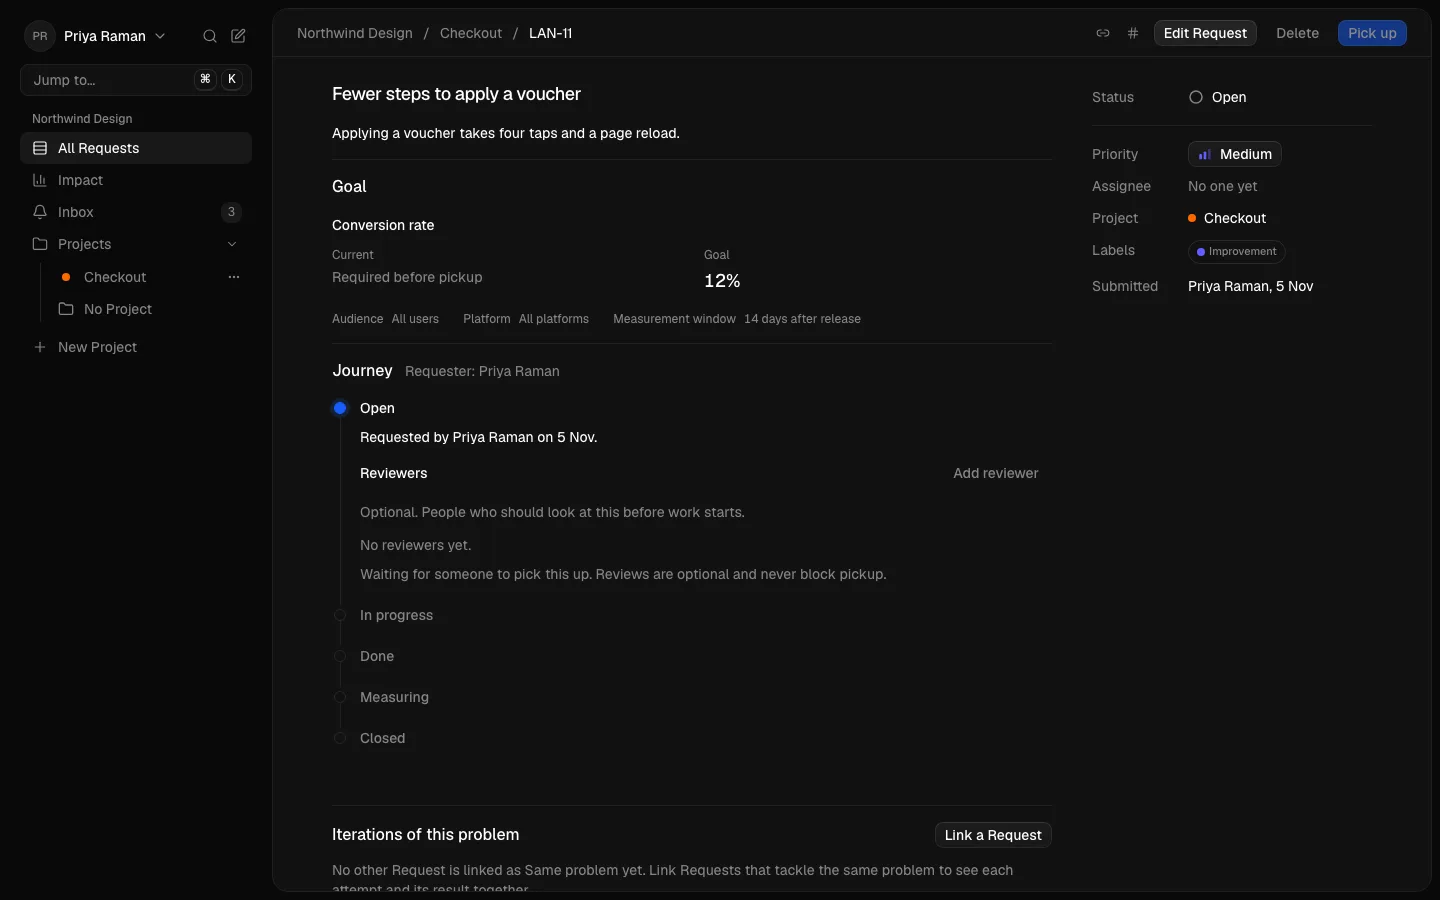 PR Priya Raman
Jump to... ⌘ K
Northwind Design
All Requests
Impact
Inbox 3
Projects
Checkout ...
No Project
New Project
Northwind Design / Checkout / LAN-11
# Edit Request Delete Pick up
Fewer steps to apply a voucher
Applying a voucher takes four taps and a page reload.
Goal
Conversion rate
Current Goal
Required before pickup 12%
Audience All users Platform All platforms Measurement window 14 days after release
Journey Requester: Priya Raman
Open
Requested by Priya Raman on 5 Nov.
Reviewers Add reviewer
Optional. People who should look at this before work starts.
No reviewers yet.
Waiting for someone to pick this up. Reviews are optional and never block pickup.
In progress
Done
Measuring
Closed
Iterations of this problem Link a Request
No other Request is linked as Same problem yet. Link Requests that tackle the same problem to see each
attempt and its result together.
Status Open
Priority Medium
Assignee No one yet
Project Checkout
Labels Improvement
Submitted Priya Raman, 5 Nov